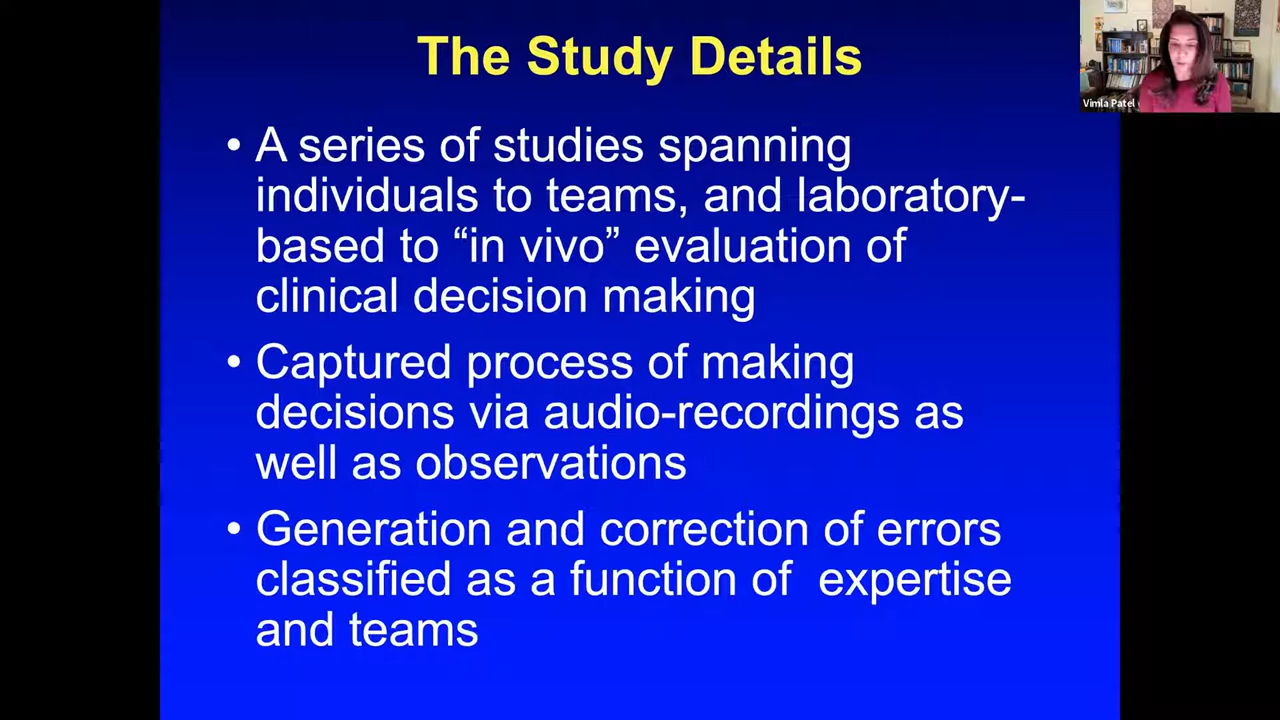 The Study Details
Vimla Patel
• A series of studies spanning
individuals to teams, and laboratory-
based to “in vivo” evaluation of
clinical decision making
• Captured process of making
decisions via audio-recordings as
well as observations
• Generation and correction of errors
classified as a function of  expertise
and teams